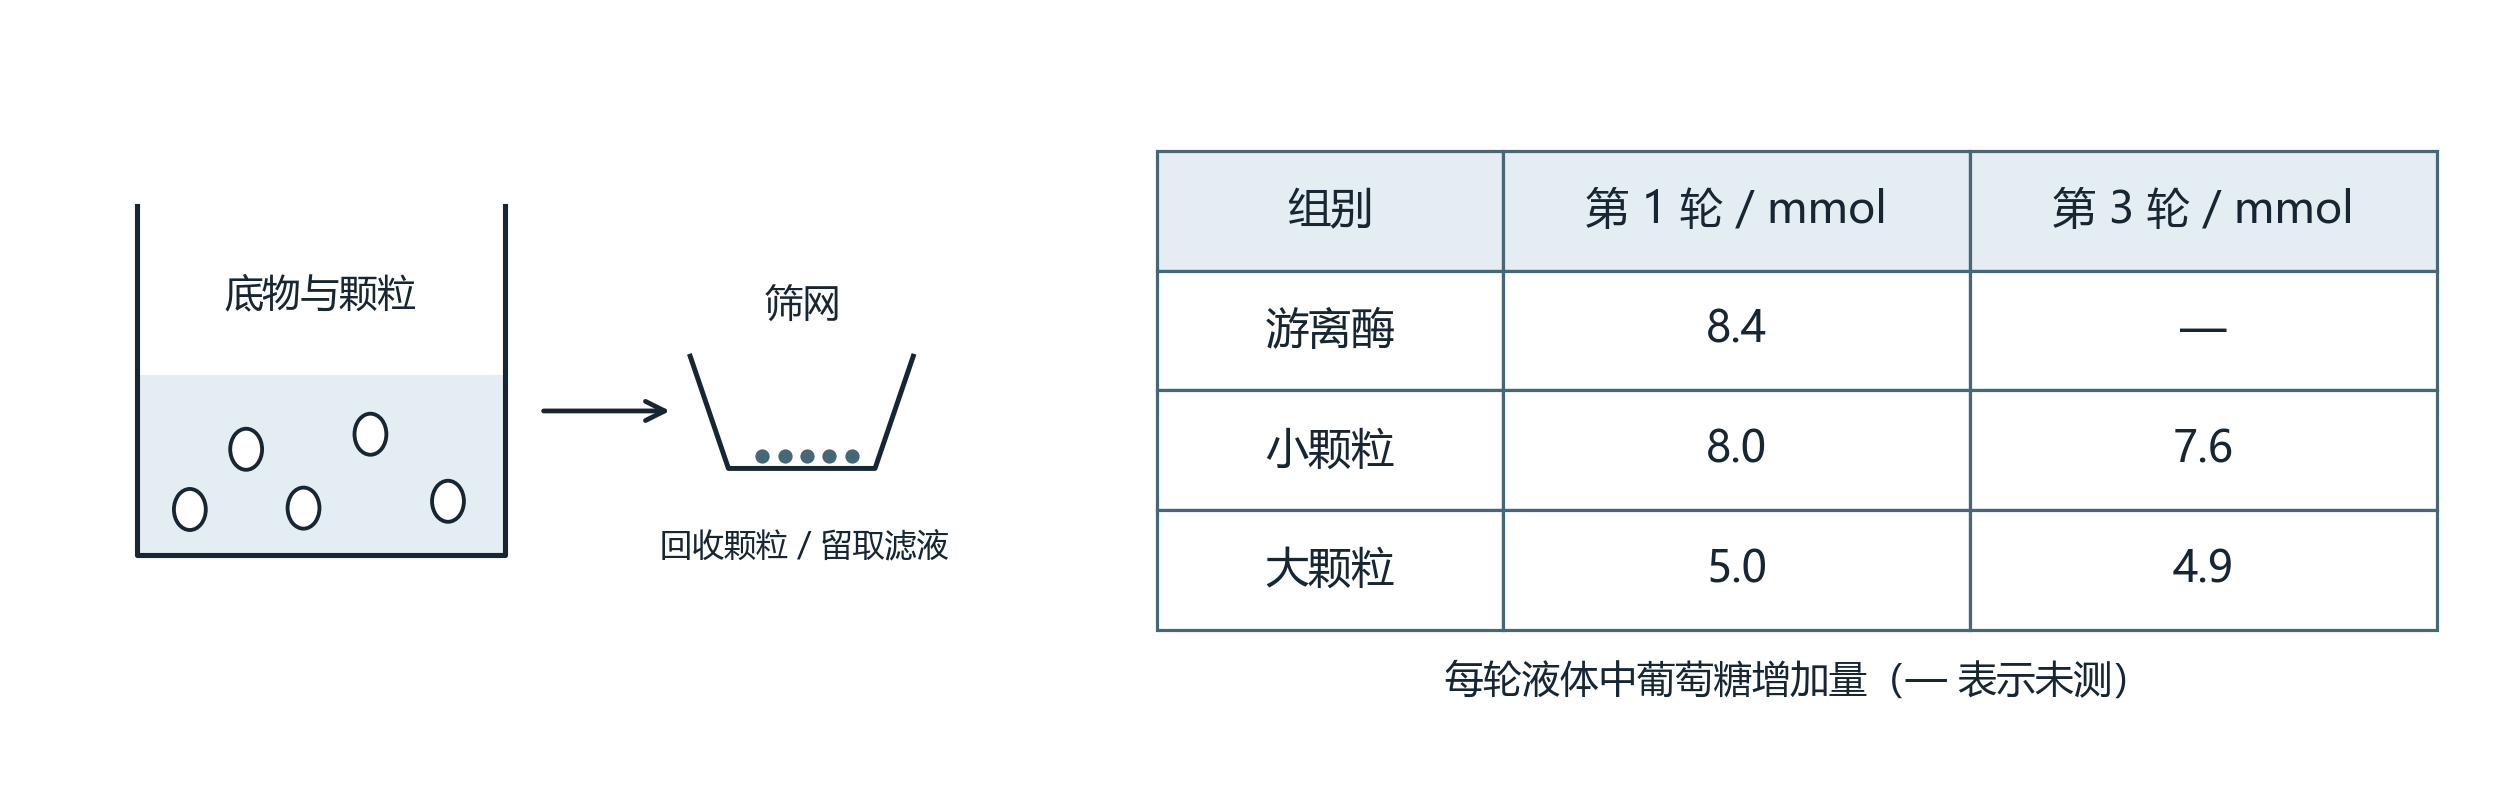 底物与颗粒
筛网
回收颗粒 / 留取滤液
组别 第 1 轮 / mmol 第 3 轮 / mmol
游离酶 8.4 —
小颗粒 8.0 7.6
大颗粒 5.0 4.9
每轮液体中葡萄糖增加量（— 表示未测）